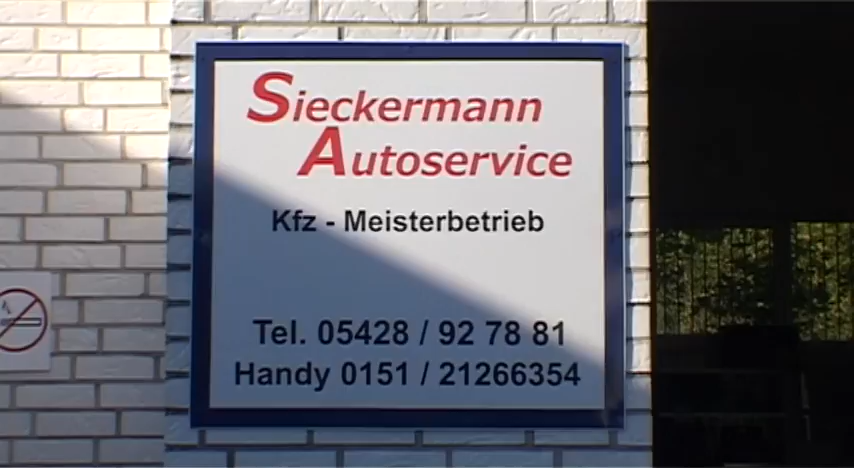 Sieckermann
Autoservice
Kfz - Meisterbetrieb
Tel. 05428 / 92 78 81
Handy 0151 / 21266354